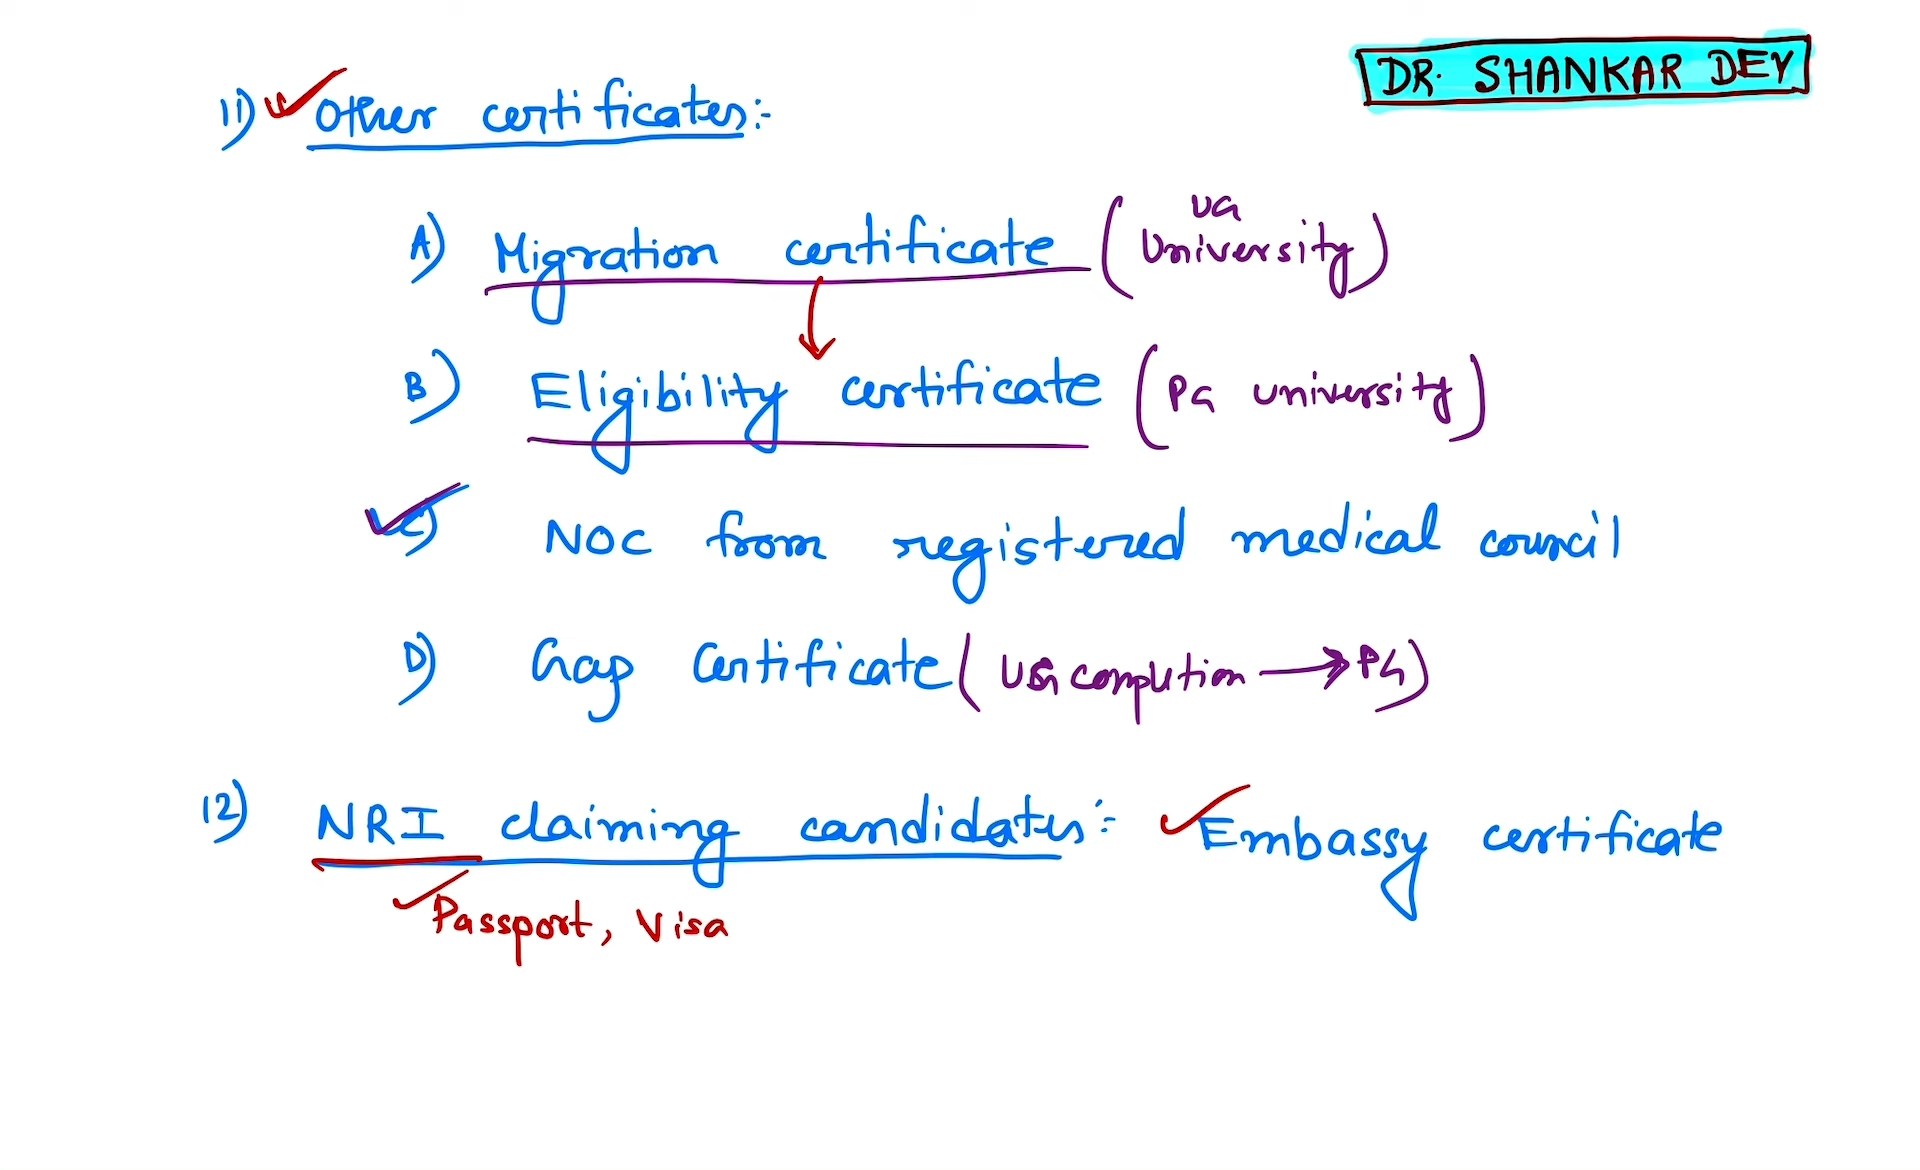 DR. SHANKAR DEV
11) Other certificates:-
A) Migration certificate (UG University)
B) Eligibility certificate (PG university)
C) NOC from registered medical council
D) Gap Certificate (UG completion → PG)
12) NRI claiming candidates:- Embassy certificate
Passport, Visa